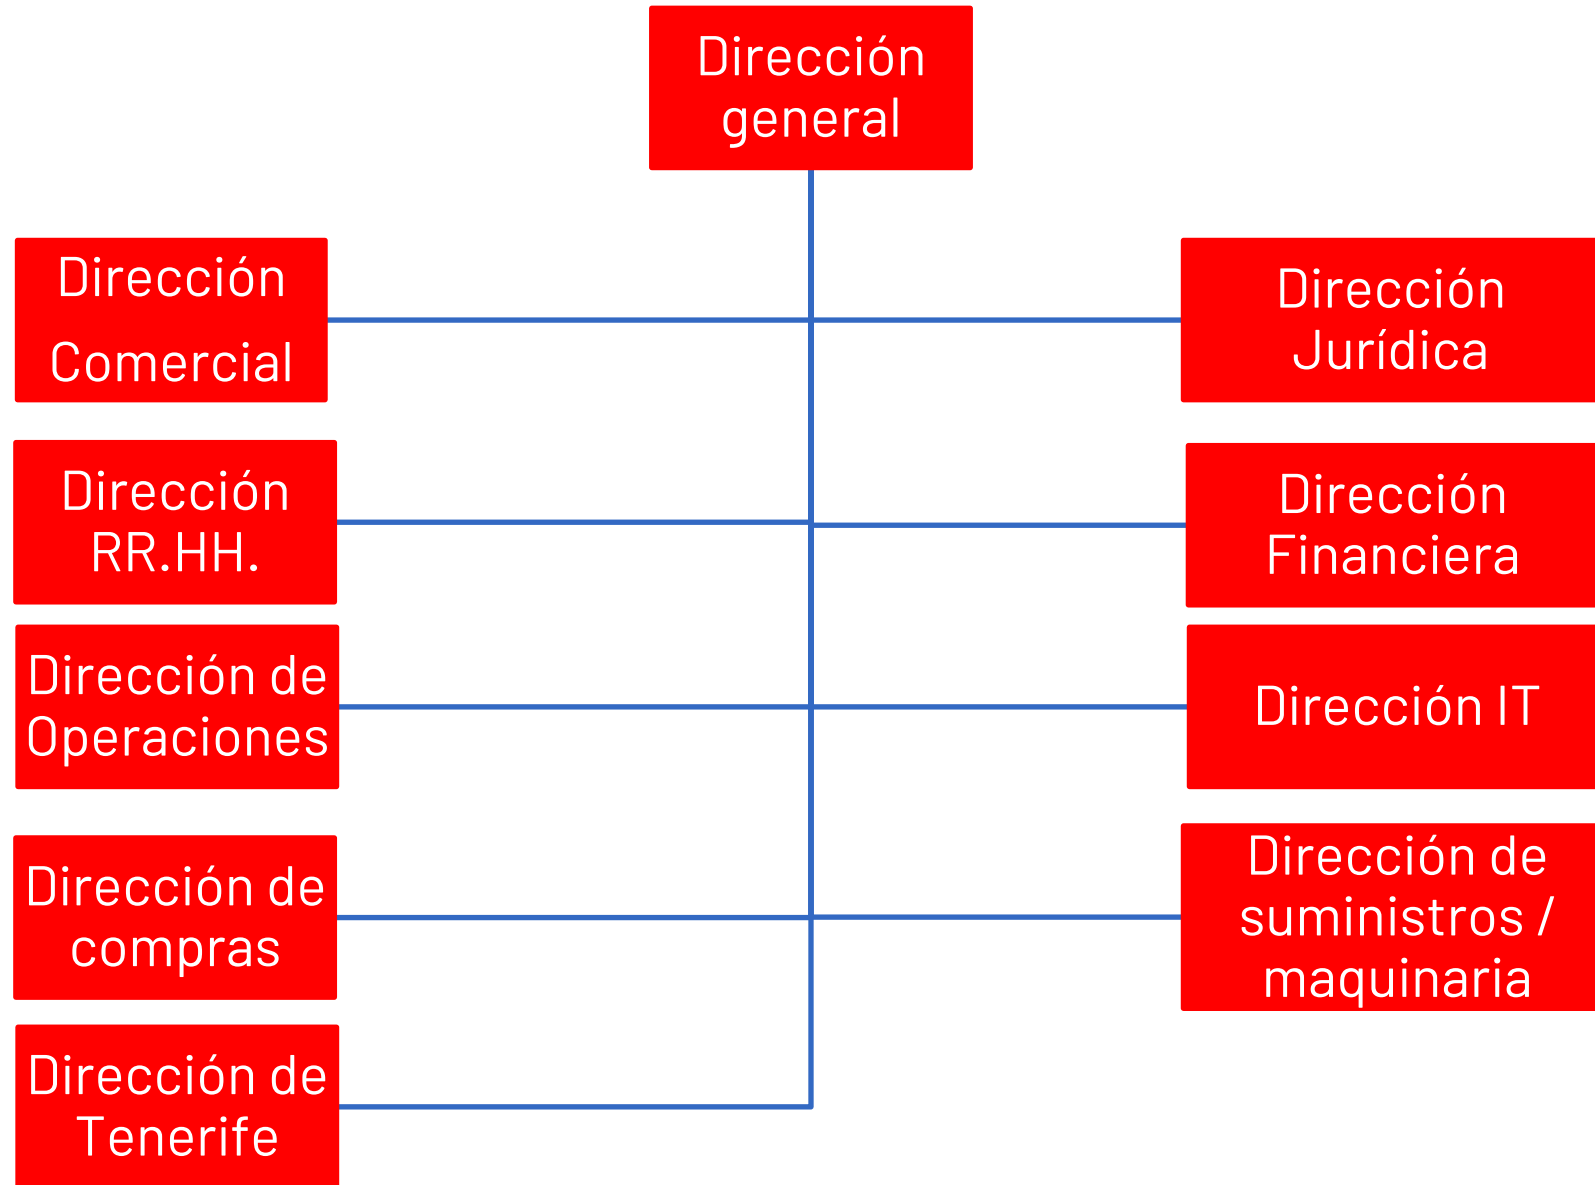 Dirección
general
Dirección
Comercial
Dirección
Jurídica
Dirección
RR.HH.
Dirección
Financiera
Dirección de
Operaciones
Dirección IT
Dirección de
compras
Dirección de
suministros /
maquinaria
Dirección de
Tenerife